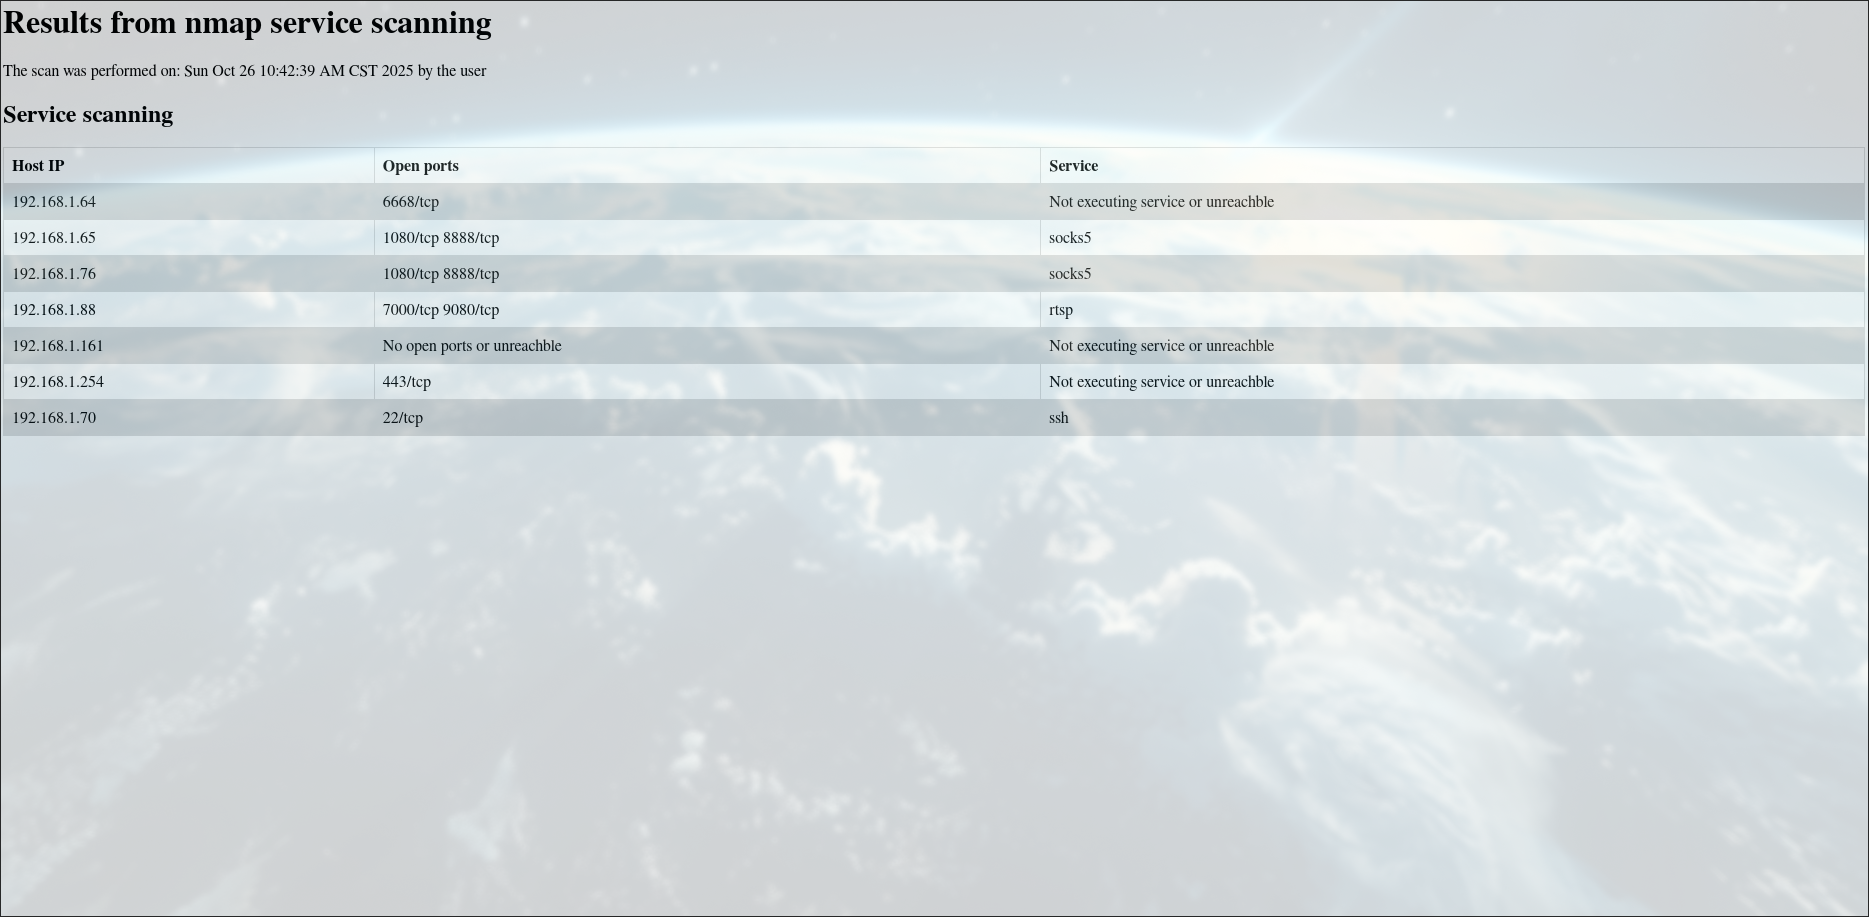 Results from nmap service scanning
The scan was performed on: Sun Oct 26 10:42:39 AM CST 2025 by the user
Service scanning
Host IP Open ports Service
192.168.1.64 6668/tcp Not executing service or unreachble
192.168.1.65 1080/tcp 8888/tcp socks5
192.168.1.76 1080/tcp 8888/tcp socks5
192.168.1.88 7000/tcp 9080/tcp rtsp
192.168.1.161 No open ports or unreachble Not executing service or unreachble
192.168.1.254 443/tcp Not executing service or unreachble
192.168.1.70 22/tcp ssh